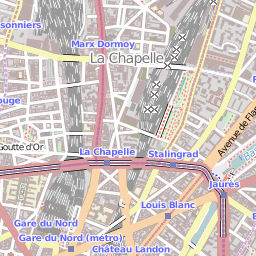 ssonniers
Marx Dormoy
La Chapelle
ouge
Goutte d'Or
La Chapelle
Stalingrad
Avenue de Flan
Jaurès
Louis Blanc
Gare du Nord
Gare du Nord (métro)
Château Landon